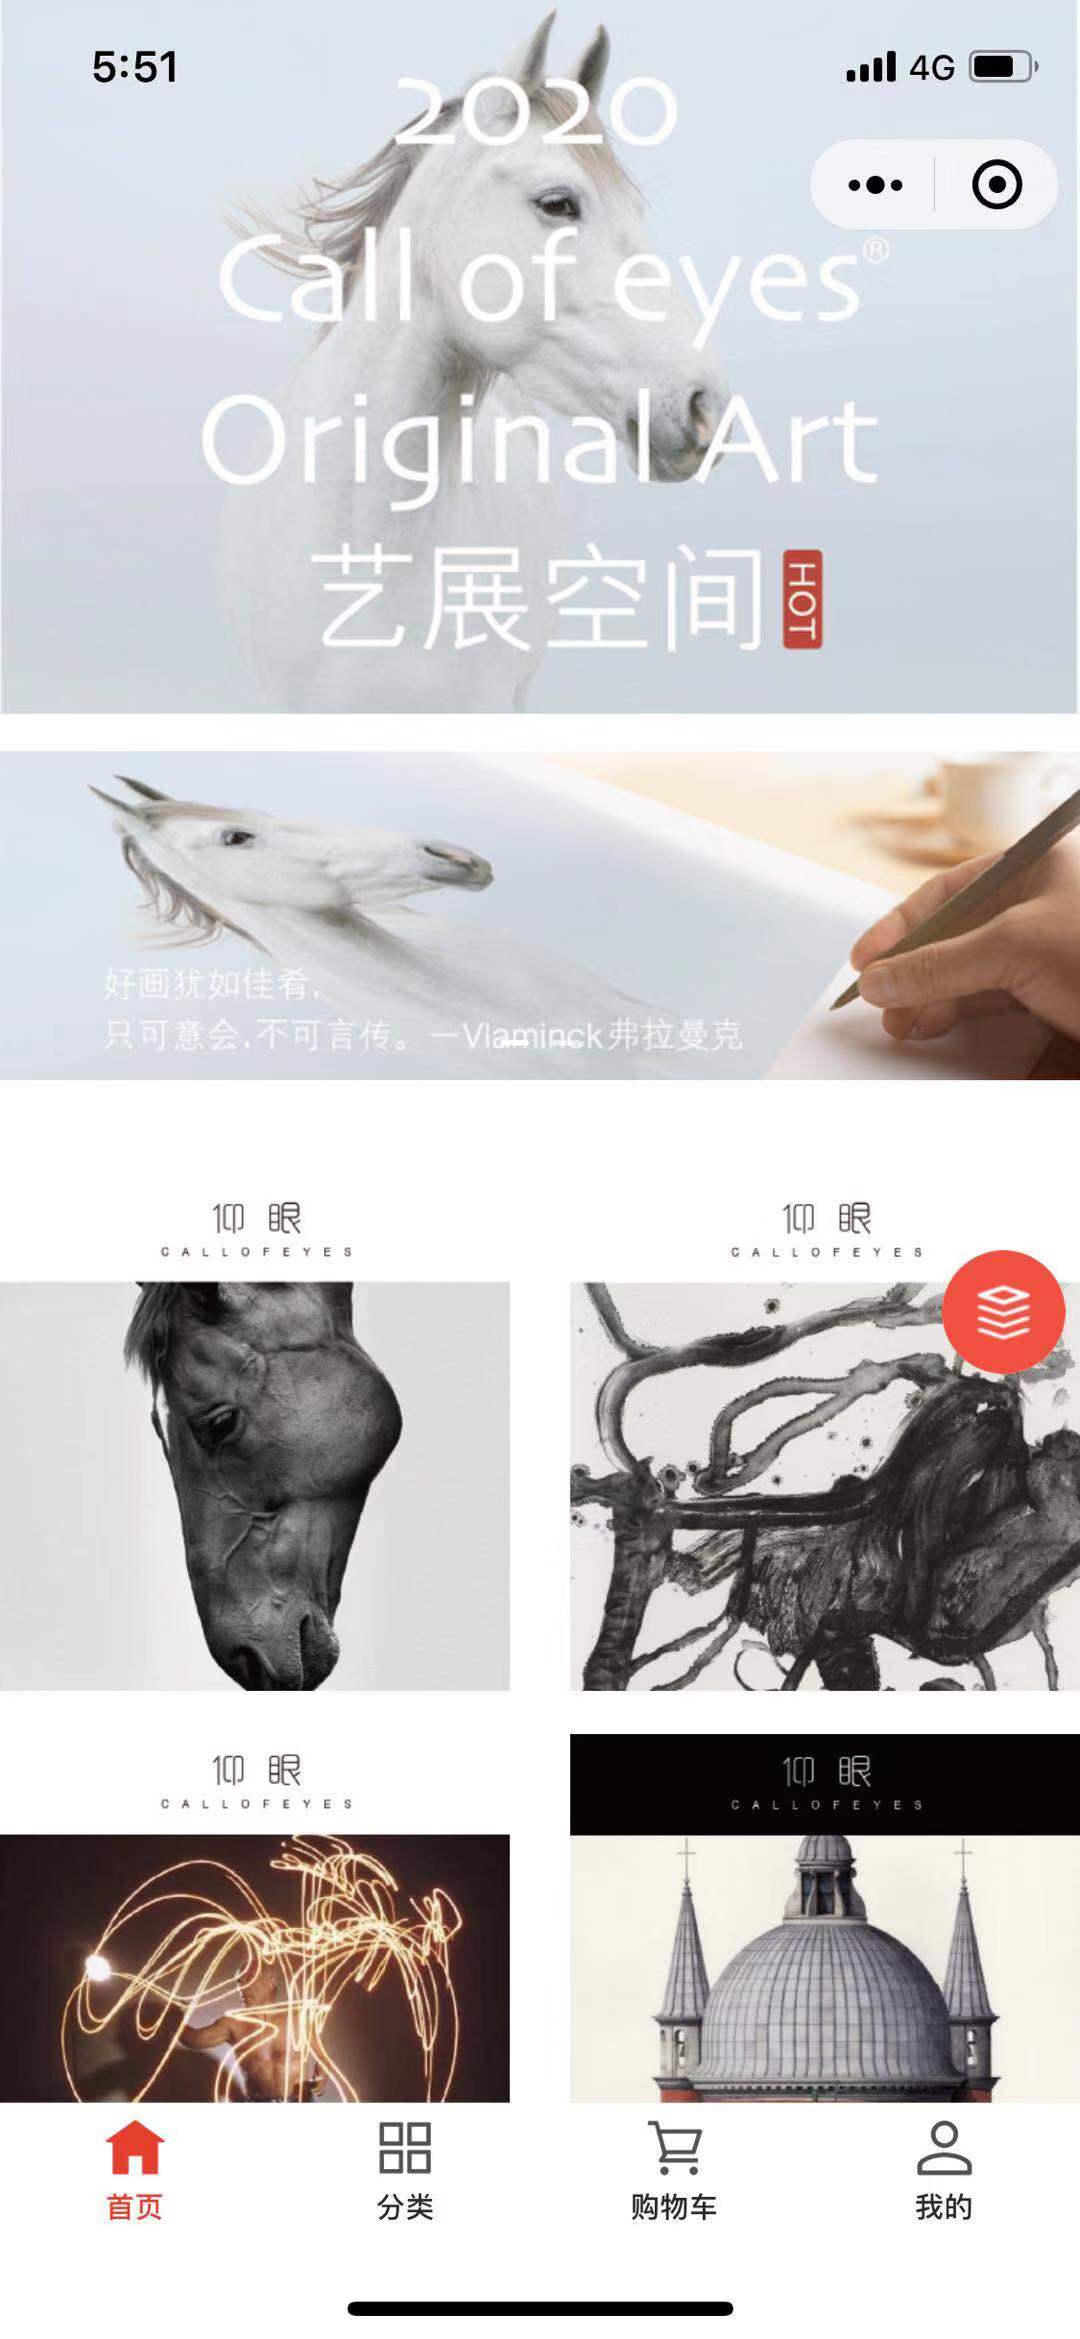 5:51
4G
2020
Call of eyes®
Original Art
艺展空间 HOT
好画犹如佳肴,
只可意会,不可言传。—Vlaminck弗拉曼克
仰眼
CALLOFEYES
仰眼
CALLOFEYES
仰眼
CALLOFEYES
仰眼
CALLOFEYES
首页
分类
购物车
我的